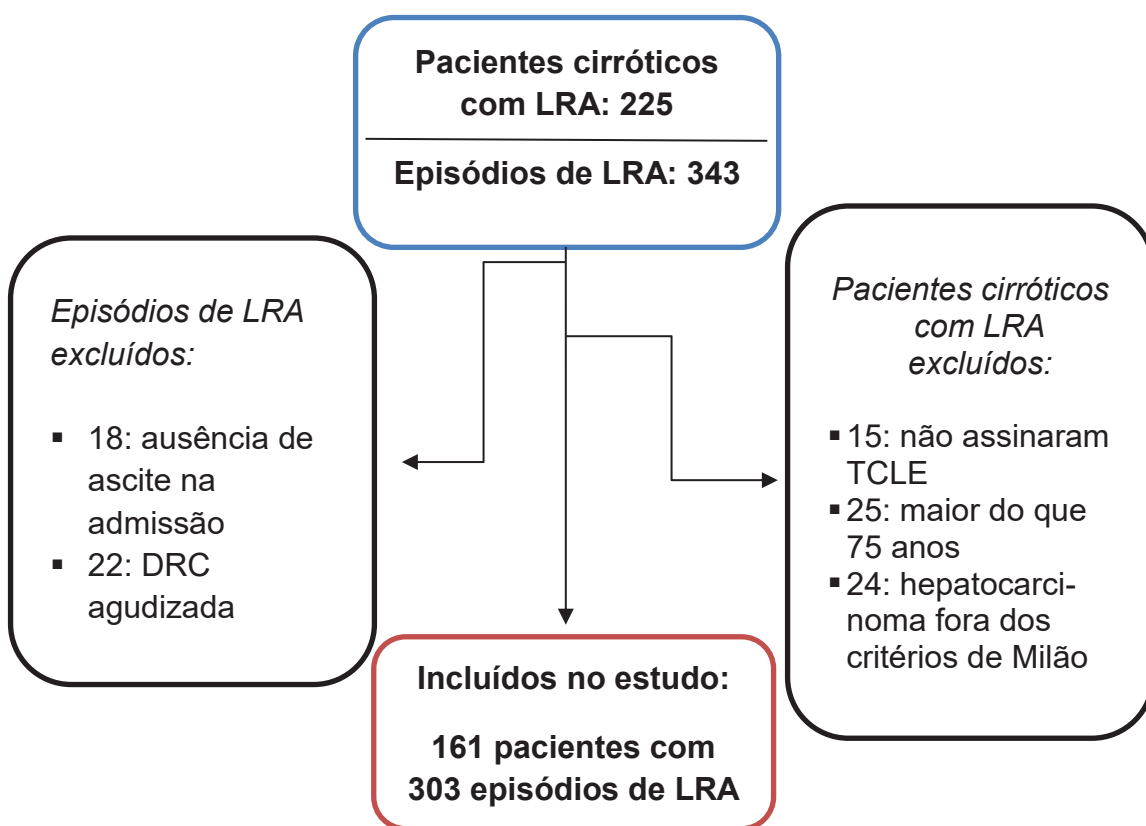 Pacientes cirróticos
com LRA: 225
Episódios de LRA: 343
Episódios de LRA
excluídos:
▪ 18: ausência de
ascite na
admissão
▪ 22: DRC
agudizada
Pacientes cirróticos
com LRA
excluídos:
▪ 15: não assinaram
TCLE
▪ 25: maior do que
75 anos
▪ 24: hepatocarci-
noma fora dos
critérios de Milão
Incluídos no estudo:
161 pacientes com
303 episódios de LRA